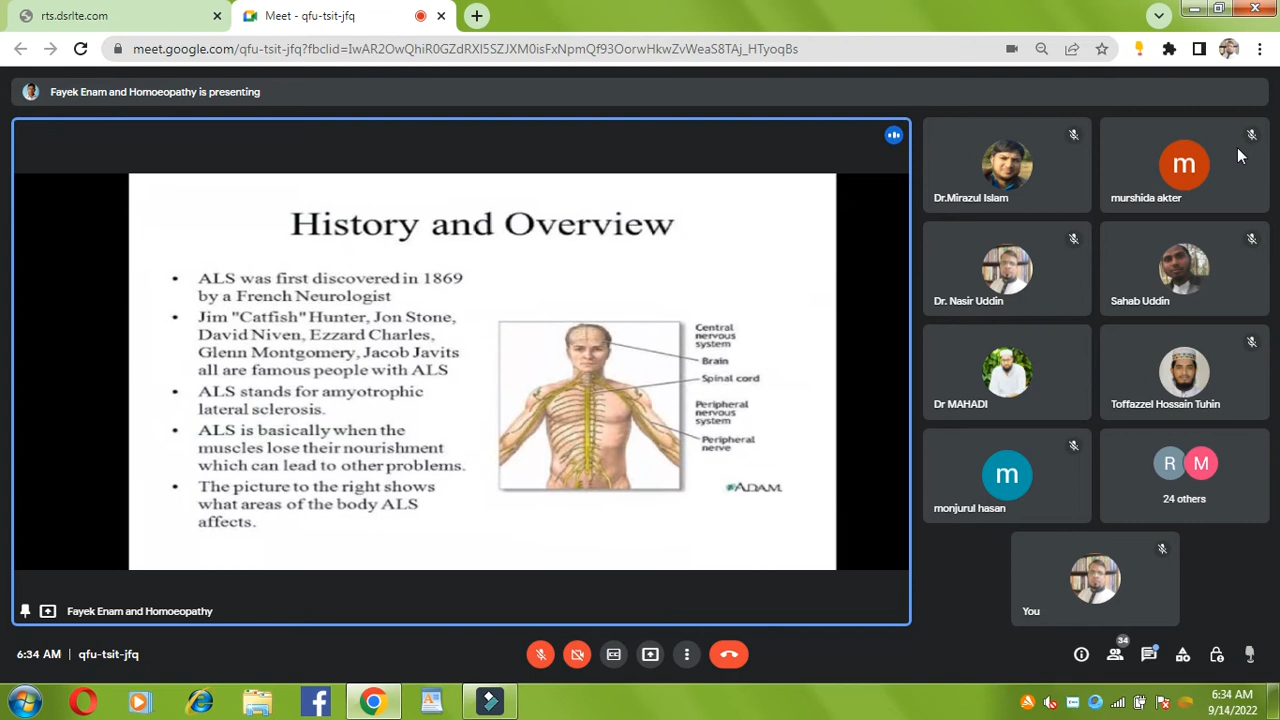 rts.dsrlte.com
Meet - qfu-tsit-jfq
meet.google.com/qfu-tsit-jfq?fbclid=IwAR2OwQhiR0GZdRXI5SZJXM0isFxNpmQf93OorwHkwZvWeaS8TAj_HTyoqBs
Fayek Enam and Homoeopathy is presenting
History and Overview
• ALS was first discovered in 1869
by a French Neurologist
• Jim "Catfish" Hunter, Jon Stone,
David Niven, Ezzard Charles,
Glenn Montgomery, Jacob Javits
all are famous people with ALS
• ALS stands for amyotrophic
lateral sclerosis.
• ALS is basically when the
muscles lose their nourishment
which can lead to other problems.
• The picture to the right shows
what areas of the body ALS
affects.
Central
nervous
system
Brain
Spinal cord
Peripheral
nervous
system
Peripheral
nerve
ADAM
Fayek Enam and Homoeopathy
Dr.Mirazul Islam
m
murshida akter
Dr. Nasir Uddin
Sahab Uddin
Dr MAHADI
Tofazzel Hossain Tuhin
m
monjurul hasan
R M
24 others
You
6:34 AM | qfu-tsit-jfq
34
6:34 AM
9/14/2022